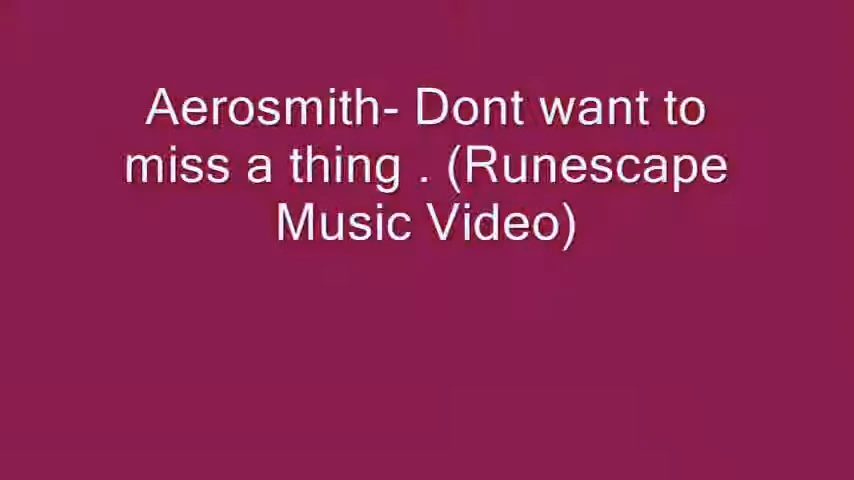 Aerosmith- Dont want to
miss a thing . (Runescape
Music Video)